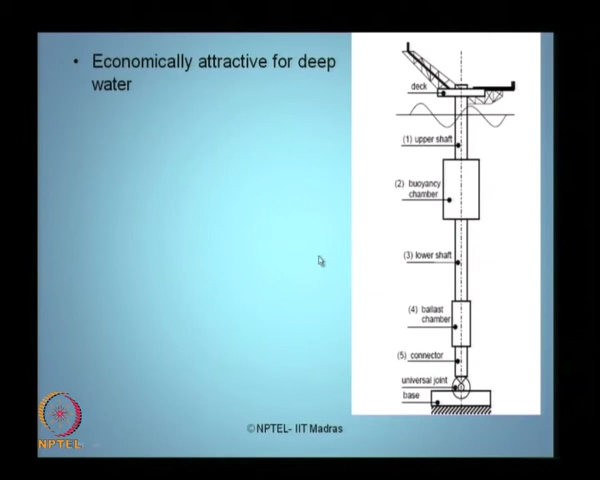 • Economically attractive for deep
water
deck
(1) upper shaft
(2) buoyancy
chamber
(3) lower shaft
(4) ballast
chamber
(5) connector
universal joint
base
NPTEL
© NPTEL- IIT Madras